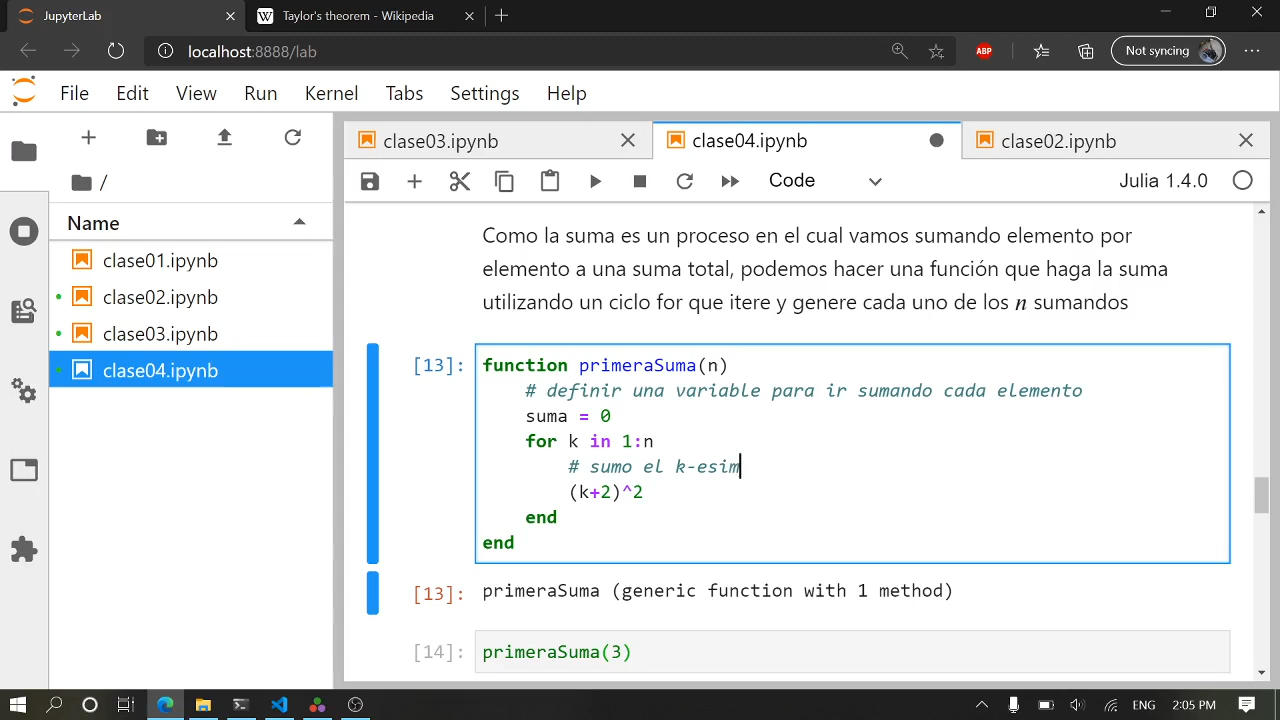 JupyterLab
Taylor's theorem - Wikipedia
localhost:8888/lab
ABP
Not syncing
File Edit View Run Kernel Tabs Settings Help
clase03.ipynb
clase04.ipynb
clase02.ipynb
/
Code
Julia 1.4.0
Name
clase01.ipynb
clase02.ipynb
clase03.ipynb
clase04.ipynb
Como la suma es un proceso en el cual vamos sumando elemento por
elemento a una suma total, podemos hacer una función que haga la suma
utilizando un ciclo for que itere y genere cada uno de los n sumandos
[13]: function primeraSuma(n)
# definir una variable para ir sumando cada elemento
suma = 0
for k in 1:n
# sumo el k-esim
(k+2)^2
end
end
[13]: primeraSuma (generic function with 1 method)
[14]: primeraSuma(3)
ENG 2:05 PM